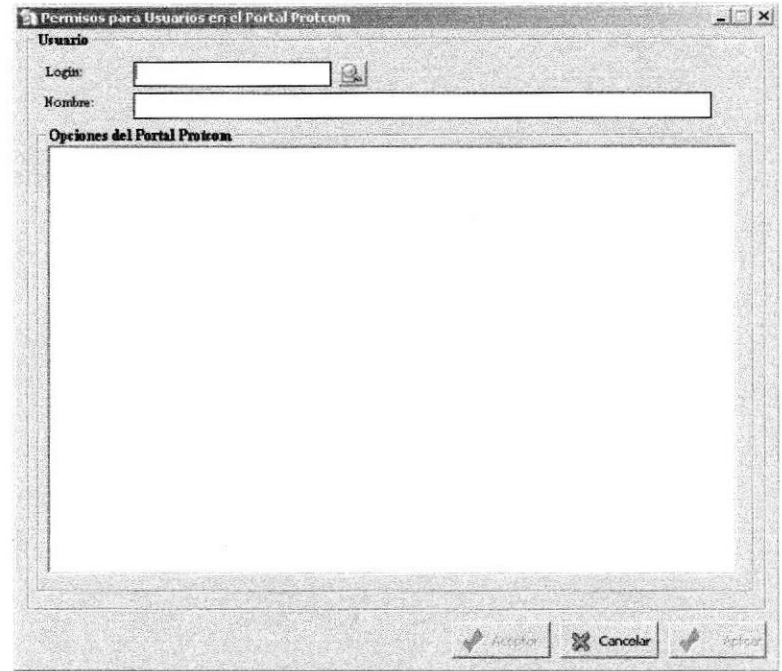 Permisos para Usuarios en el Portal Protcom
Usuario
Login:
Nombre:
Opciones del Portal Protcom
Aceptar
Cancelar
Aplicar